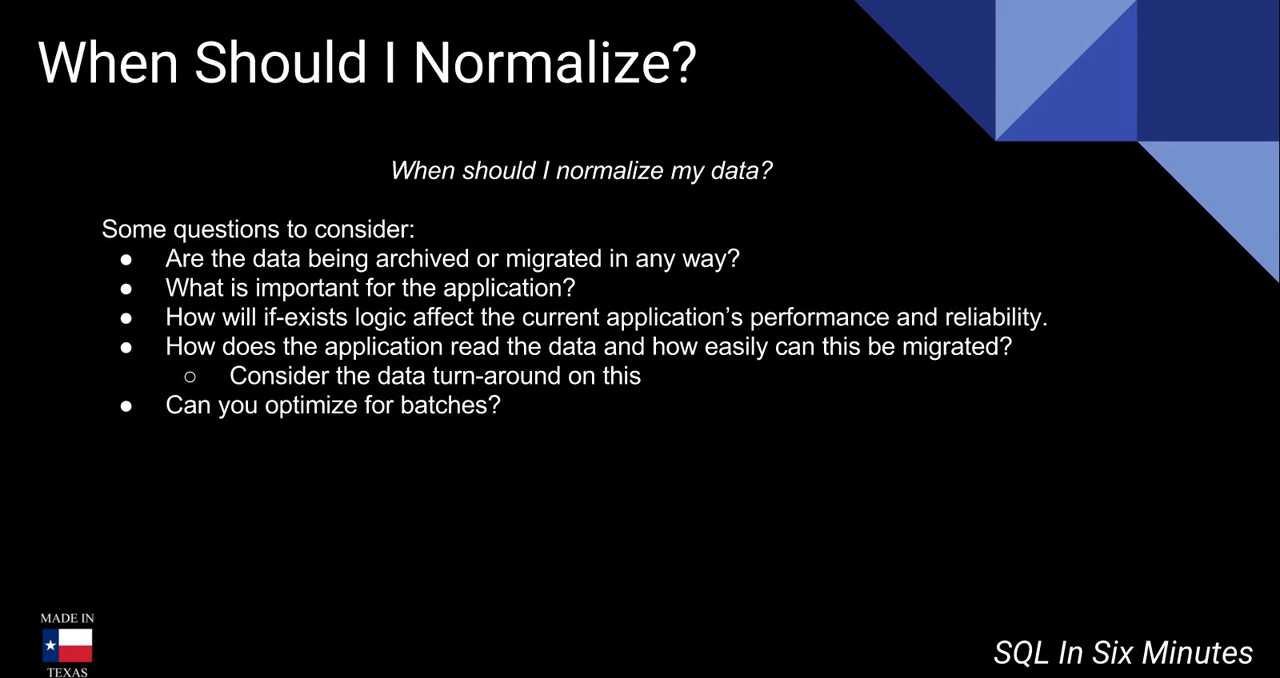 When Should I Normalize?
When should I normalize my data?
Some questions to consider:
● Are the data being archived or migrated in any way?
● What is important for the application?
● How will if-exists logic affect the current application's performance and reliability.
● How does the application read the data and how easily can this be migrated?
○ Consider the data turn-around on this
● Can you optimize for batches?
MADE IN
TEXAS
SQL In Six Minutes